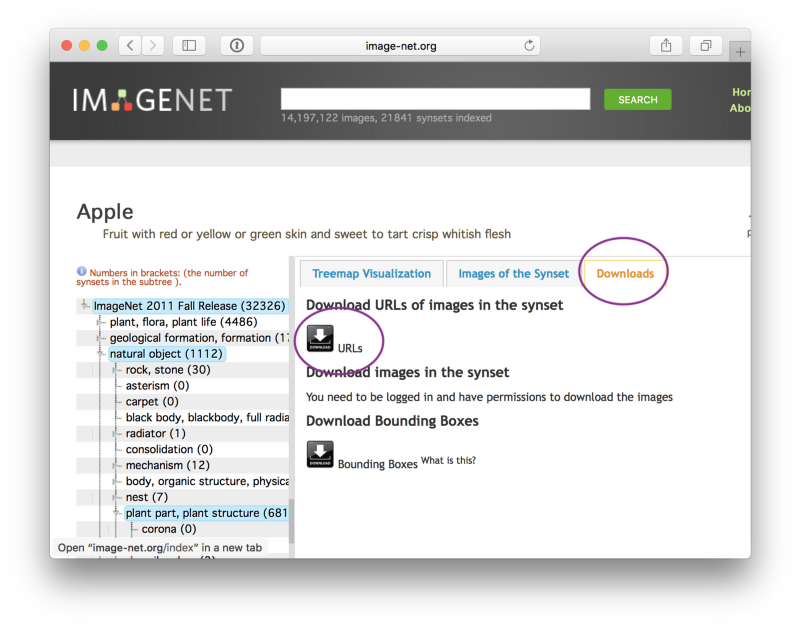 image-net.org
IMAGENET
SEARCH
14,197,122 images, 21841 synsets indexed
Apple
Fruit with red or yellow or green skin and sweet to tart crisp whitish flesh
Numbers in brackets: (the number of
synsets in the subtree ).
ImageNet 2011 Fall Release (32326)
plant, flora, plant life (4486)
geological formation, formation (17
natural object (1112)
rock, stone (30)
asterism (0)
carpet (0)
black body, blackbody, full radia
radiator (1)
consolidation (0)
mechanism (12)
body, organic structure, physica
nest (7)
plant part, plant structure (681
corona (0)
Open "image-net.org/index" in a new tab
Treemap Visualization
Images of the Synset
Downloads
Download URLs of images in the synset
DOWNLOAD
URLs
Download images in the synset
You need to be logged in and have permissions to download the images
Download Bounding Boxes
DOWNLOAD
Bounding Boxes What is this?